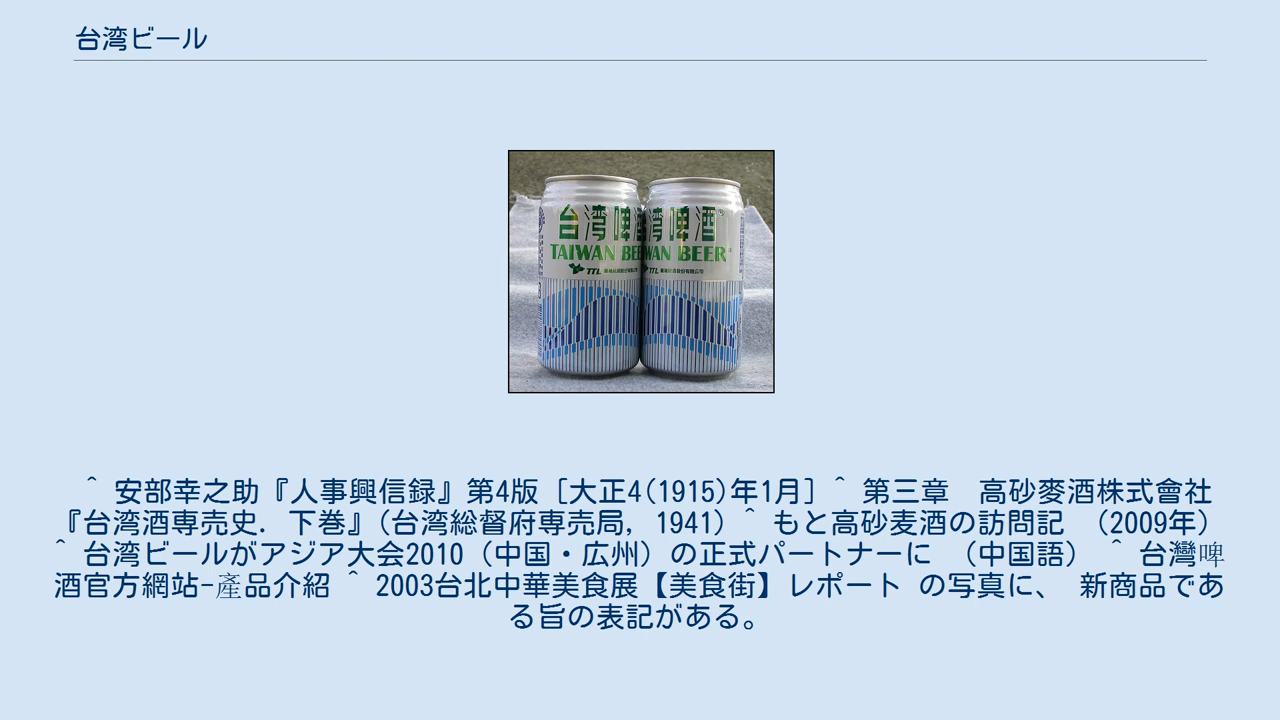 台湾ビール
台湾啤
湾啤酒
TAIWAN BEE
WAN BEER
TTL
TTL
^ 安部幸之助『人事興信録』第4版［大正4(1915)年1月］^ 第三章　高砂麥酒株式會社
『台湾酒専売史. 下巻』(台湾総督府専売局, 1941) ^ もと高砂麦酒の訪問記 （2009年）
^ 台湾ビールがアジア大会2010（中国・広州）の正式パートナーに （中国語） ^ 台灣啤
酒官方網站-產品介紹 ^ 2003台北中華美食展【美食街】レポート の写真に、 新商品であ
る旨の表記がある。